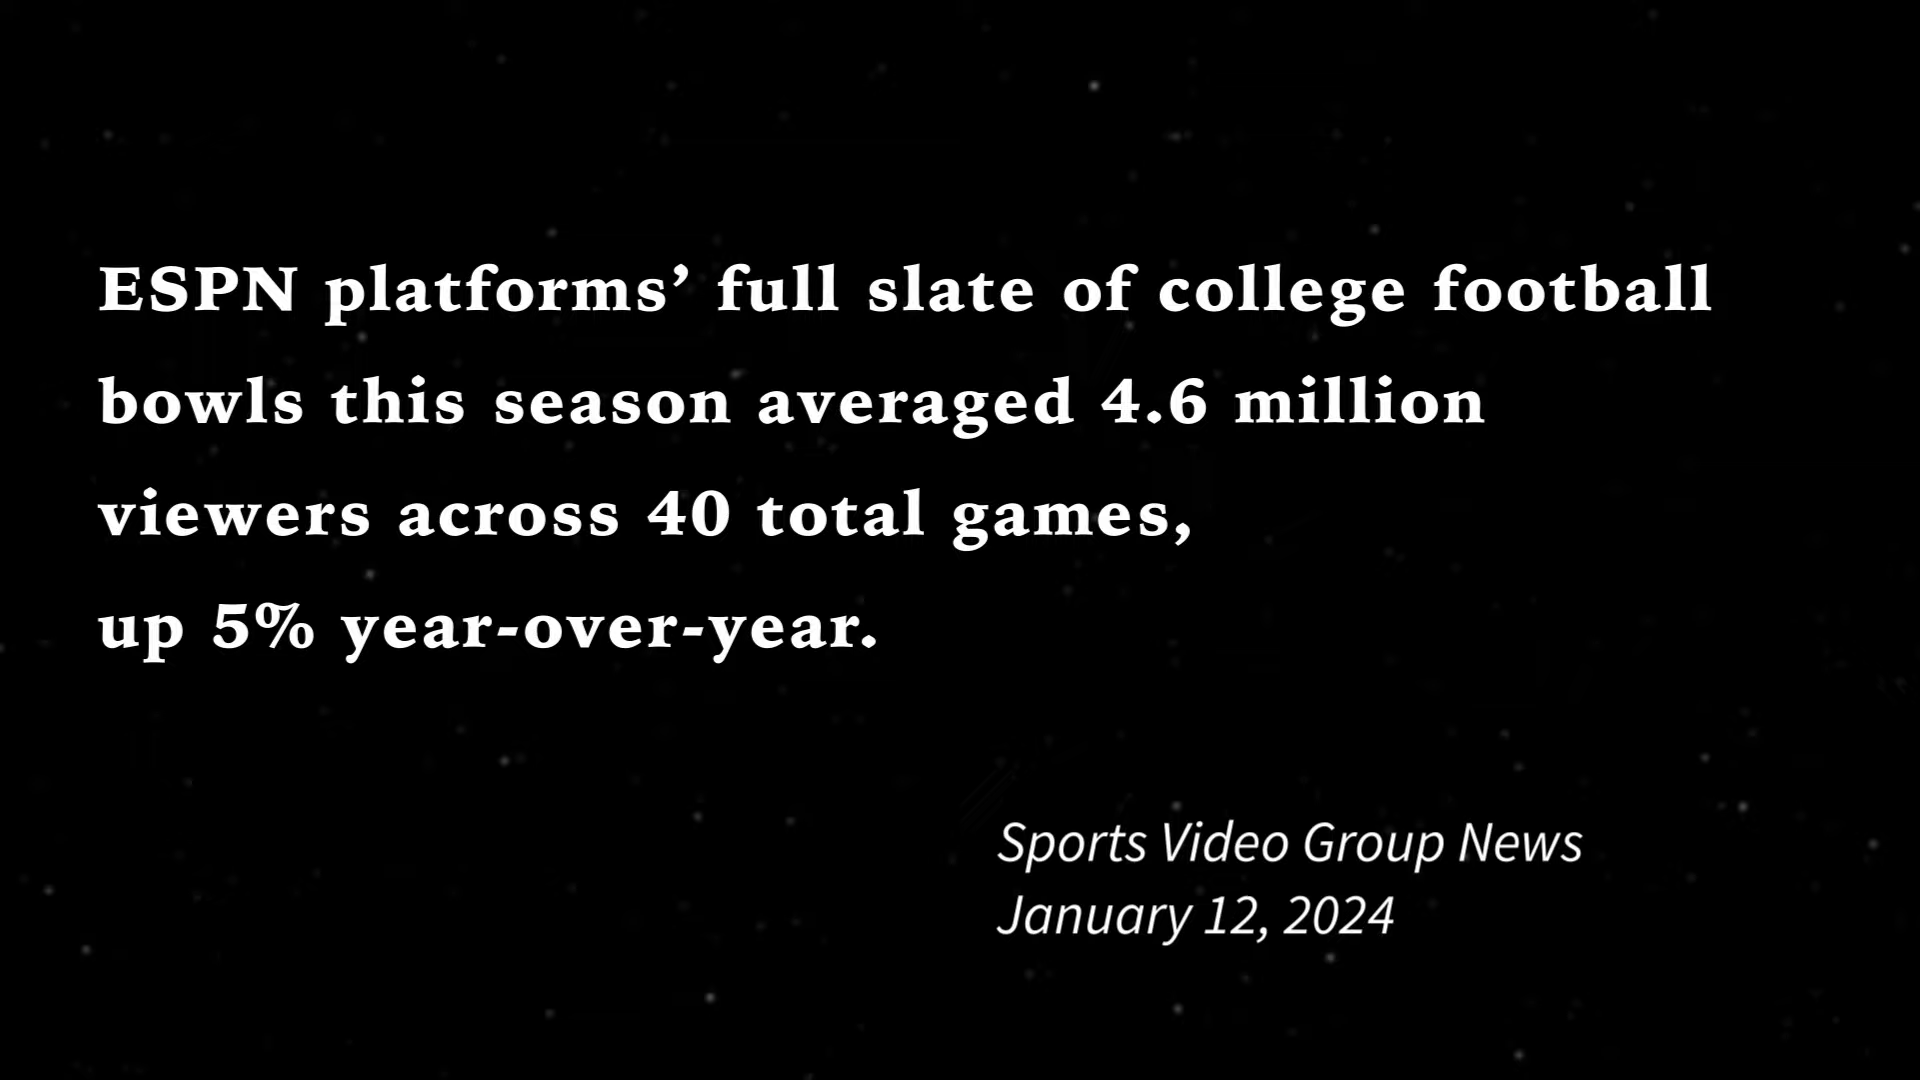 ESPN platforms’ full slate of college football
bowls this season averaged 4.6 million
viewers across 40 total games,
up 5% year-over-year.
Sports Video Group News
January 12, 2024